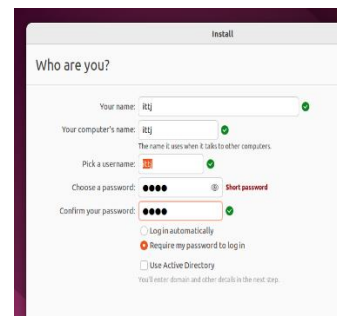 Install
Who are you?
Your name: ittj
Your computer's name: ittj
The name it uses when it talks to other computers.
Pick a username: ittj
Choose a password: ●●●● Short password
Confirm your password: ●●●●
Log in automatically
Require my password to log in
Use Active Directory
You'll enter domain and other details in the next step.